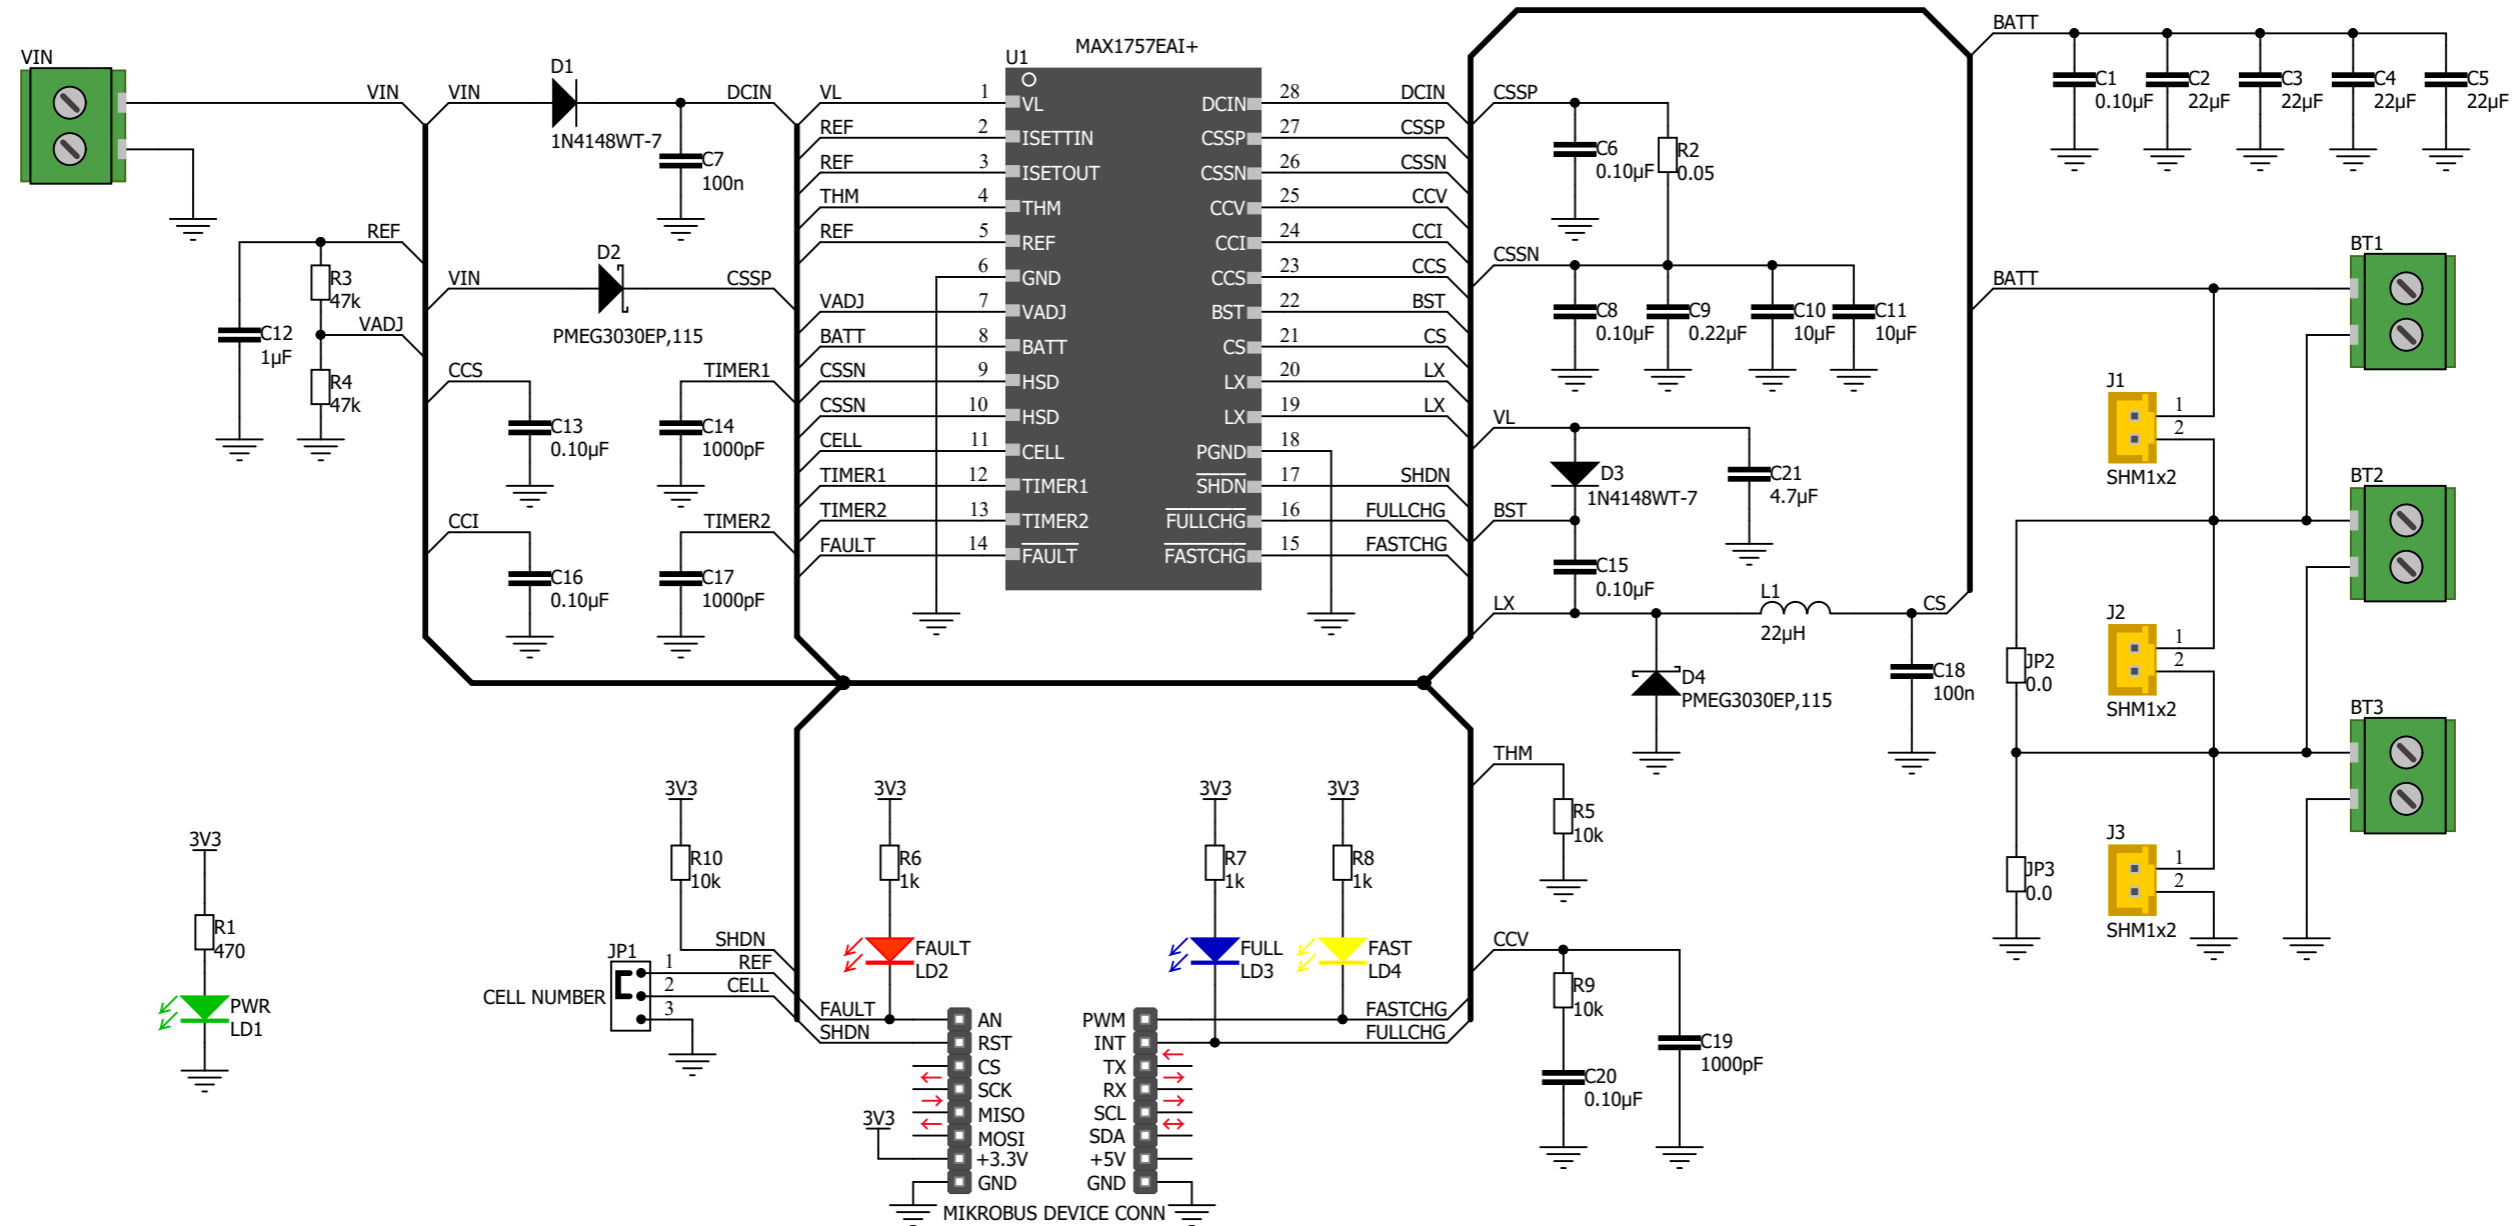 VIN
VIN
VIN
D1
1N4148WT-7
DCIN
C7
100n
REF
R3
47k
VADJ
R4
47k
C12
1µF
VIN
D2
PMEG3030EP,115
CSSP
CCS
C13
0.10µF
TIMER1
C14
1000pF
CCI
C16
0.10µF
TIMER2
C17
1000pF
U1
MAX1757EAI+
VL 1 VL
REF 2 ISETTIN
REF 3 ISETOUT
THM 4 THM
REF 5 REF
6 GND
VADJ 7 VADJ
BATT 8 BATT
CSSN 9 HSD
CSSN 10 HSD
CELL 11 CELL
TIMER1 12 TIMER1
TIMER2 13 TIMER2
FAULT 14 FAULT
DCIN 28 DCIN
CSSP 27 CSSP
CSSN 26 CSSN
CCV 25 CCV
CCI 24 CCI
CCS 23 CCS
BST 22 BST
CS 21 CS
LX 20 LX
LX 19 LX
PGND 18
SHDN 17 SHDN
FULLCHG 16 FULLCHG
FASTCHG 15 FASTCHG
CSSP
C6
0.10µF
R2
0.05
CSSN
C8
0.10µF
C9
0.22µF
C10
10µF
C11
10µF
VL
D3
1N4148WT-7
C21
4.7µF
BST
C15
0.10µF
LX
L1
22µH
CS
D4
PMEG3030EP,115
C18
100n
BATT
C1
0.10µF
C2
22µF
C3
22µF
C4
22µF
C5
22µF
BATT
BT1
J1
1
2
SHM1x2
BT2
J2
1
2
SHM1x2
JP2
0.0
BT3
J3
1
2
SHM1x2
JP3
0.0
THM
R5
10k
CCV
R9
10k
C20
0.10µF
C19
1000pF
3V3
R1
470
PWR
LD1
3V3
R10
10k
SHDN
JP1
CELL NUMBER
1 REF
2 CELL
3
3V3
R6
1k
FAULT
LD2
3V3
R7
1k
FULL
LD3
3V3
R8
1k
FAST
LD4
FAULT
SHDN
3V3
AN
RST
CS
SCK
MISO
MOSI
+3.3V
GND
PWM
INT
TX
RX
SCL
SDA
+5V
GND
FASTCHG
FULLCHG
MIKROBUS DEVICE CONN